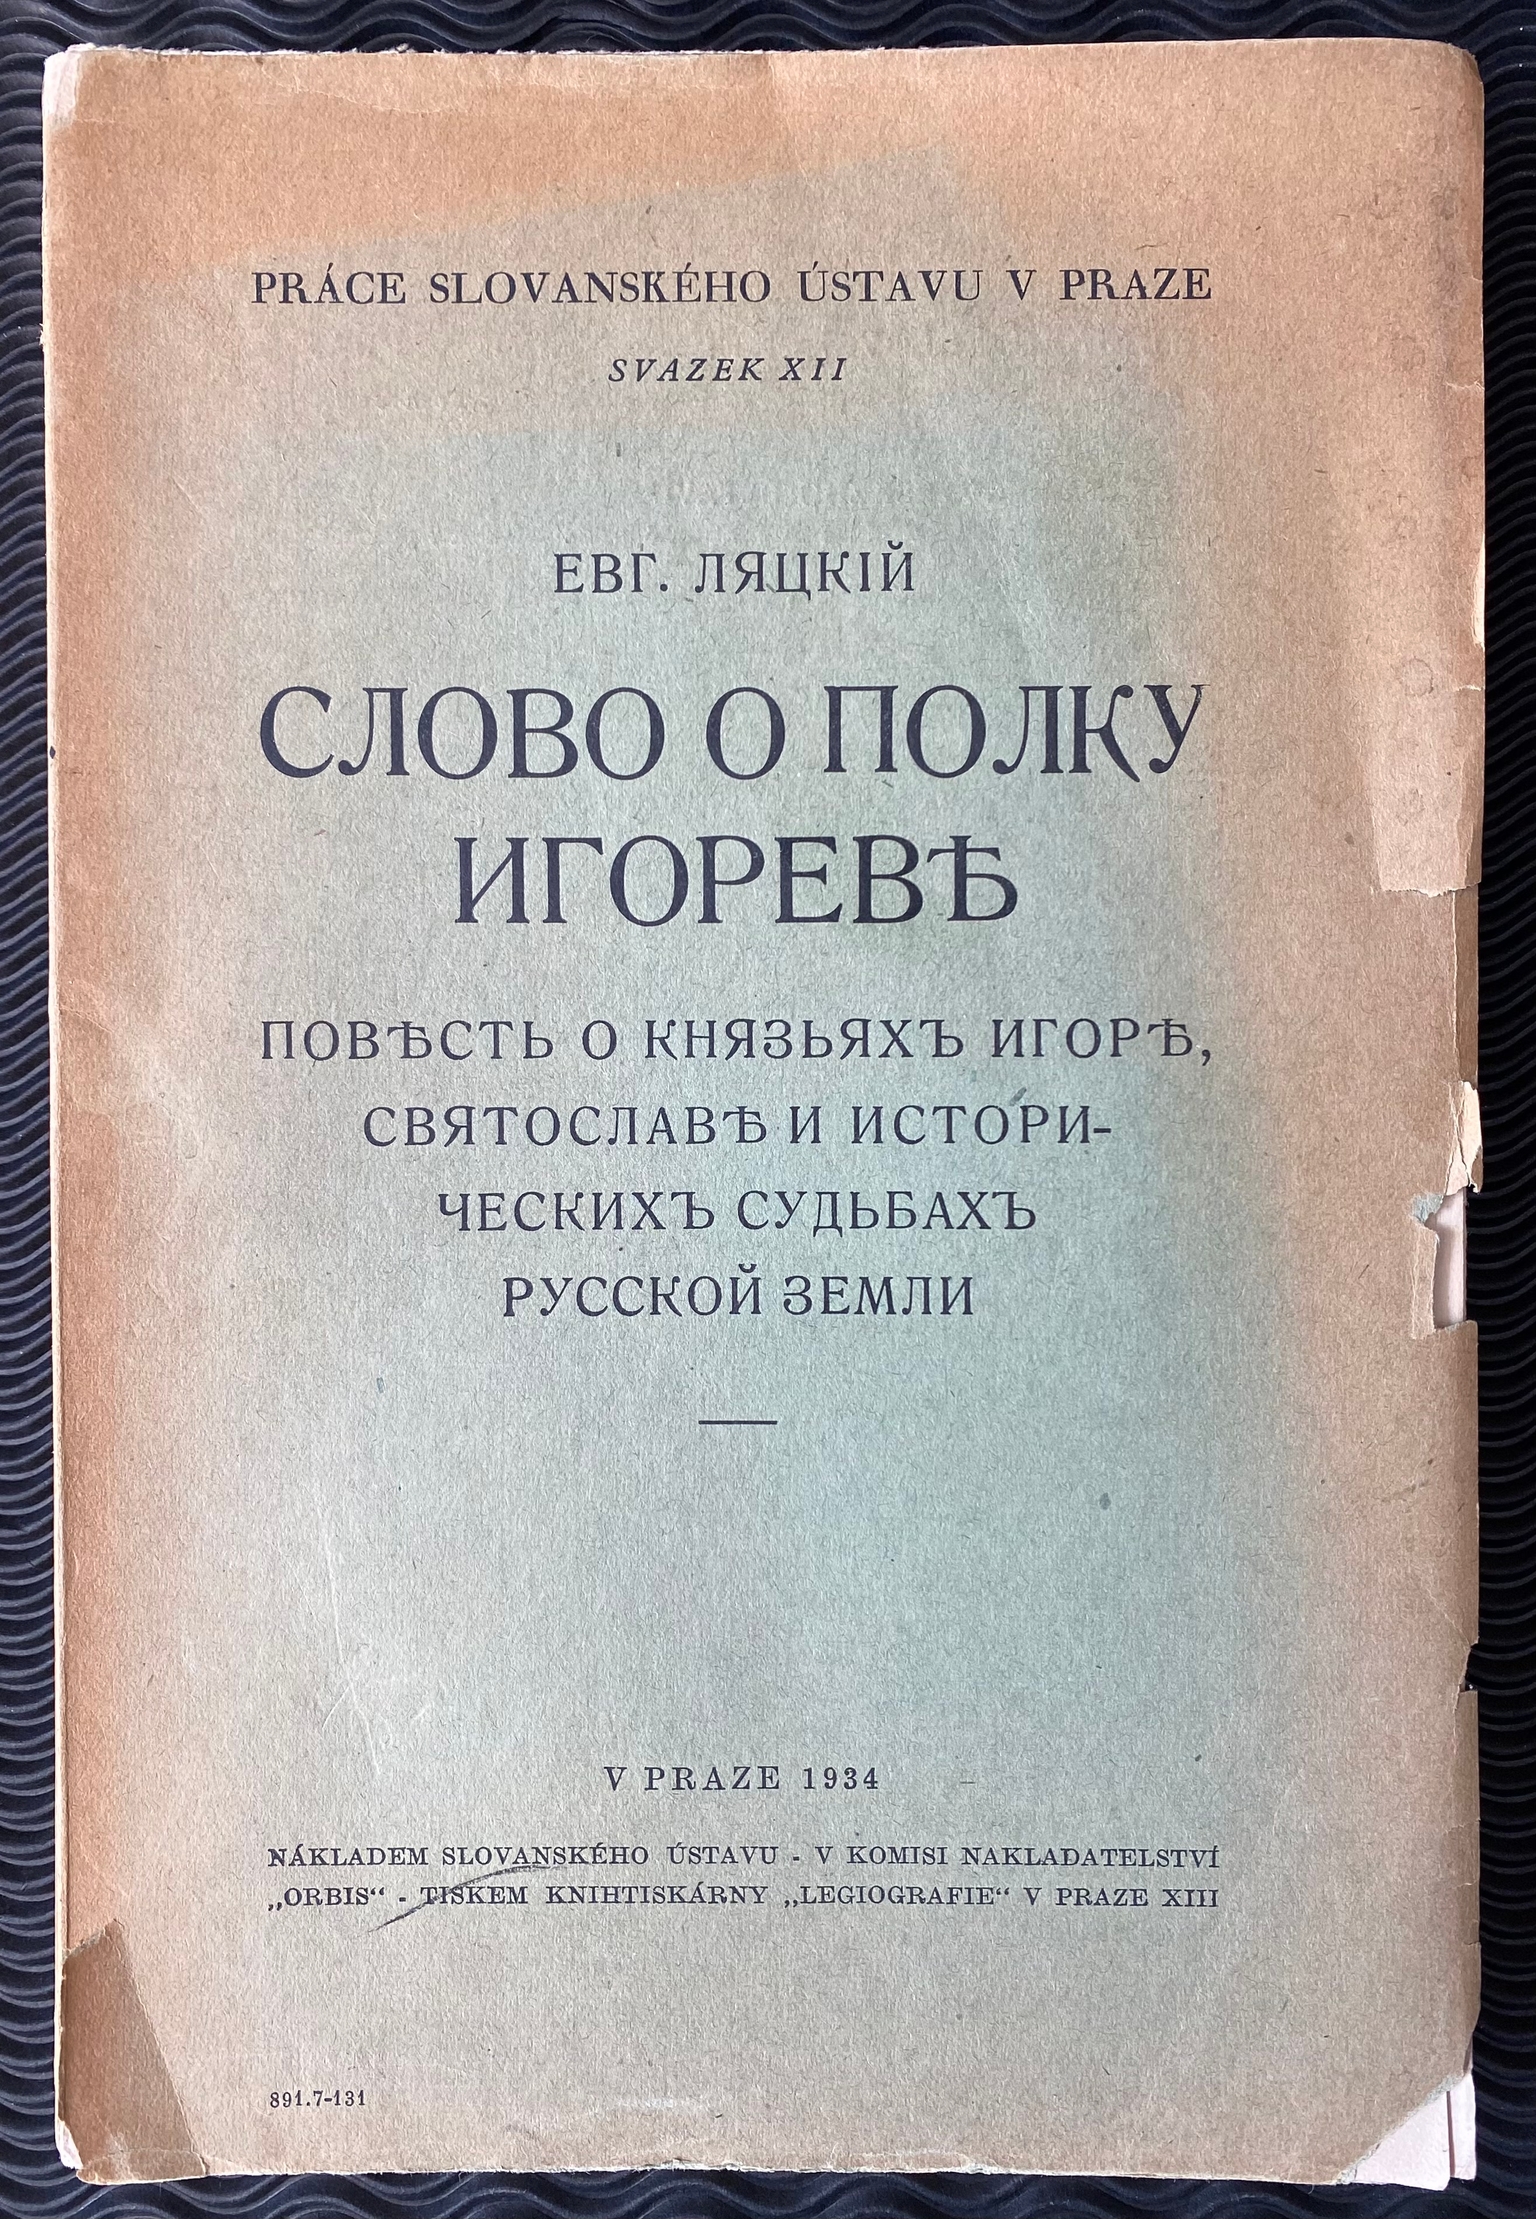 PRÁCE SLOVANSKÉHO ÚSTAVU V PRAZE
SVAZEK XII
ЕВГ. ЛЯЦКІЙ
СЛОВО О ПОЛКУ
ИГОРЕВѢ
ПОВѢСТЬ О КНЯЗЬЯХЪ ИГОРѢ,
СВЯТОСЛАВѢ И ИСТОРИ-
ЧЕСКИХЪ СУДЬБАХЪ
РУССКОЙ ЗЕМЛИ
V PRAZE 1934
NÁKLADEM SLOVANSKÉHO ÚSTAVU - V KOMISI NAKLADATELSTVÍ
„ORBIS“ - TISKEM KNIHTISKÁRNY „LEGIOGRAFIE“ V PRAZE XIII
891.7-131